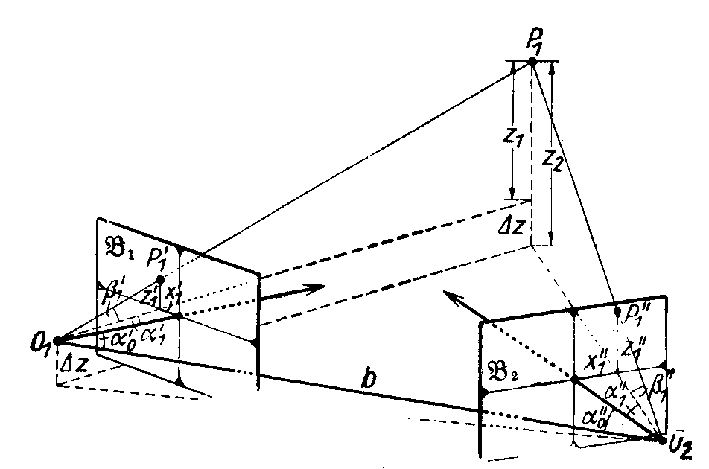 P₁
z₁
z₂
Δz
𝔅₁
P₁′
β₁′
z₁′
x₁′
O₁
α₀′
α₁′
Δz
b
P₁″
x₁″
z₁″
𝔅₂
α₁″
β₁″
α₀″
O₂